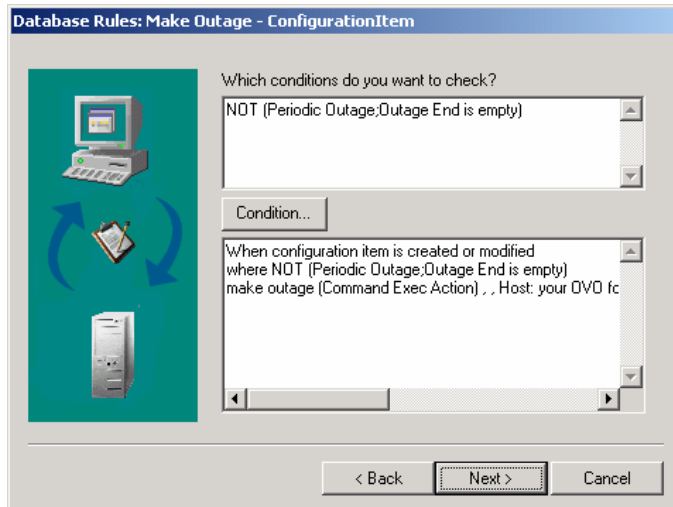 Database Rules: Make Outage - ConfigurationItem
Which conditions do you want to check?
NOT (Periodic Outage;Outage End is empty)
Condition...
When configuration item is created or modified
where NOT (Periodic Outage;Outage End is empty)
make outage (Command Exec Action) , , Host: your OVO fo
< Back
Next >
Cancel